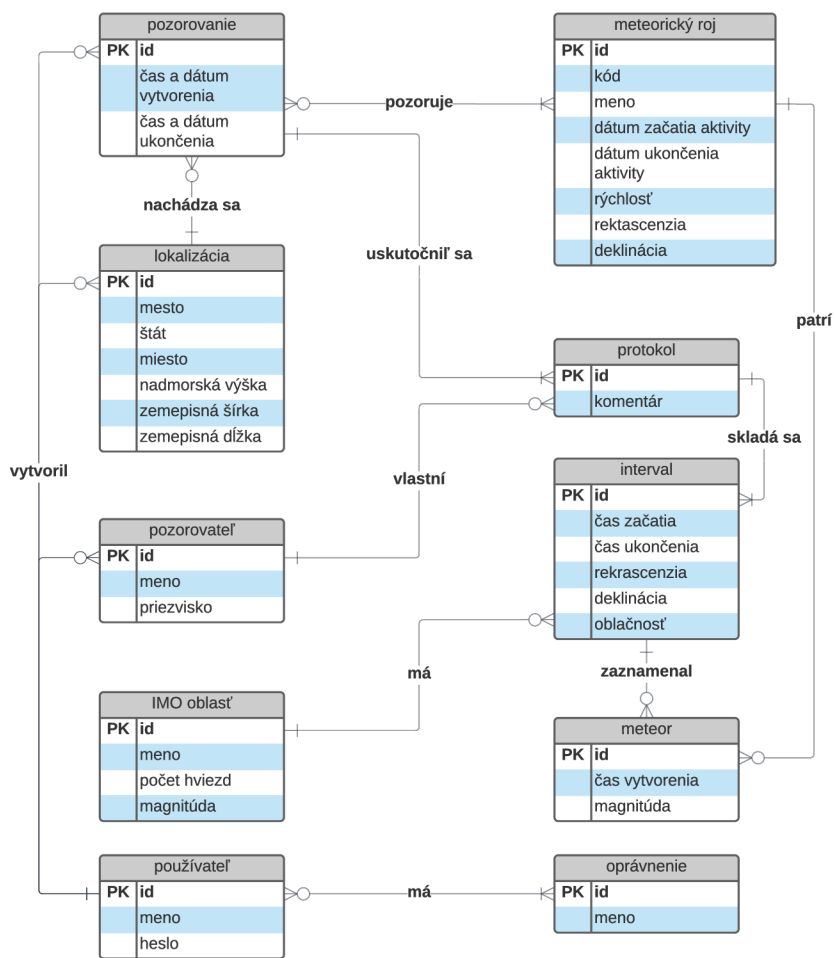 pozorovanie
PK id
čas a dátum
vytvorenia
čas a dátum
ukončenia
pozoruje
meteorický roj
PK id
kód
meno
dátum začatia aktivity
dátum ukončenia
aktivity
rýchlosť
rektascenzia
deklinácia
nachádza sa
uskutočniľ sa
patrí
lokalizácia
PK id
mesto
štát
miesto
nadmorská výška
zemepisná šírka
zemepisná dĺžka
protokol
PK id
komentár
skladá sa
vytvoril
vlastní
interval
PK id
čas začatia
čas ukončenia
rekrascenzia
deklinácia
oblačnosť
pozorovateľ
PK id
meno
priezvisko
má
zaznamenal
IMO oblasť
PK id
meno
počet hviezd
magnitúda
meteor
PK id
čas vytvorenia
magnitúda
používateľ
PK id
meno
heslo
má
oprávnenie
PK id
meno